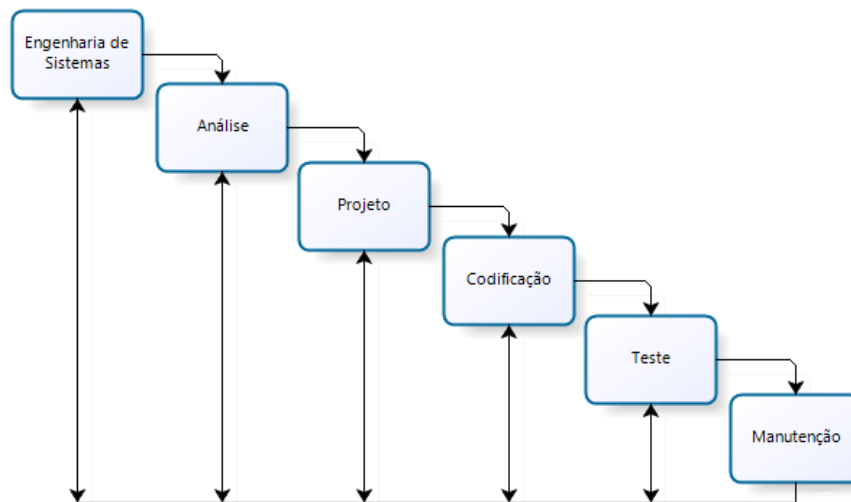 Engenharia de
Sistemas
Análise
Projeto
Codificação
Teste
Manutenção